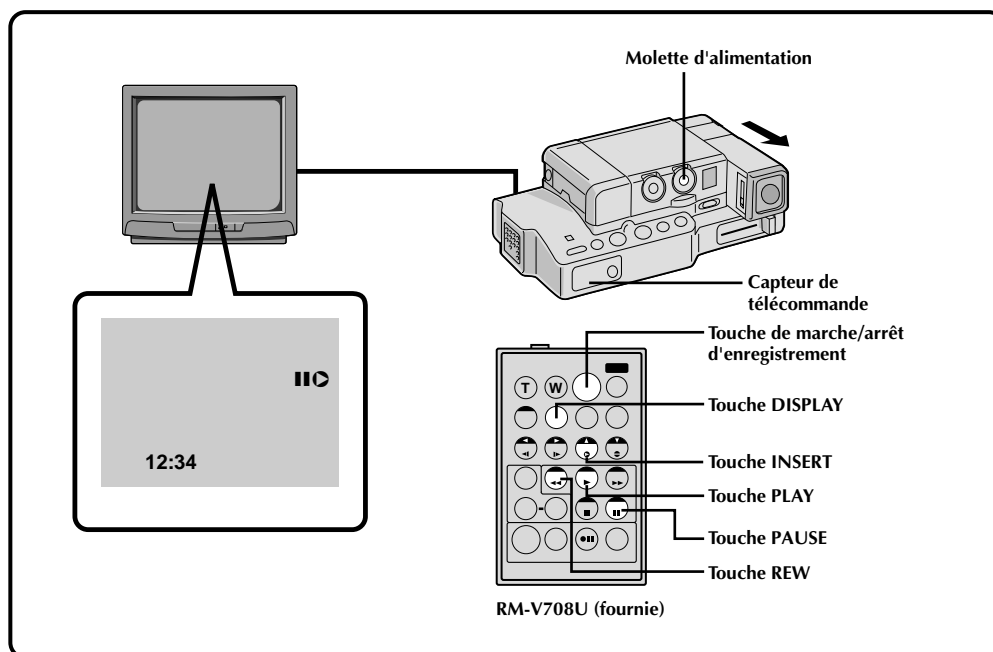 Molette d'alimentation
Capteur de
télécommande
Touche de marche/arrêt
d'enregistrement
T W
Touche DISPLAY
Touche INSERT
Touche PLAY
Touche PAUSE
Touche REW
12:34
RM-V708U (fournie)